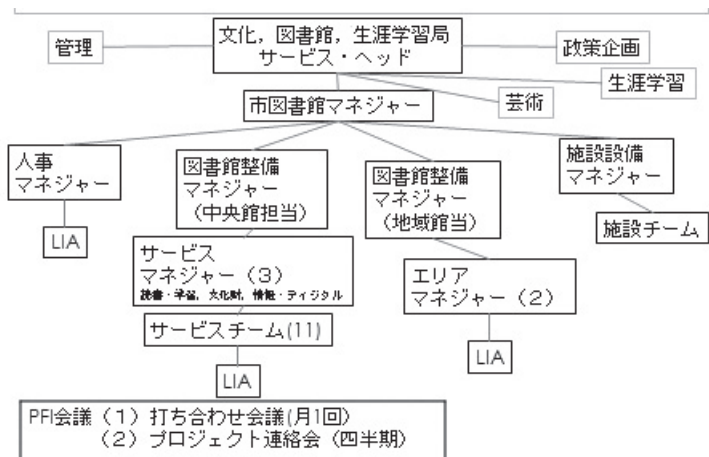 文化，図書館，生涯学習局
サービス・ヘッド
管理
政策企画
生涯学習
芸術
市図書館マネジャー
人事
マネジャー
図書館整備
マネジャー
（中央館担当）
図書館整備
マネジャー
（地域館当）
施設設備
マネジャー
LIA
施設チーム
サービス
マネジャー（3）
読書・学習，文化財，情報・ディジタル
エリア
マネジャー（2）
サービスチーム(11)
LIA
LIA
PFI会議（1）打ち合わせ会議(月1回)
（2）プロジェクト連絡会（四半期）